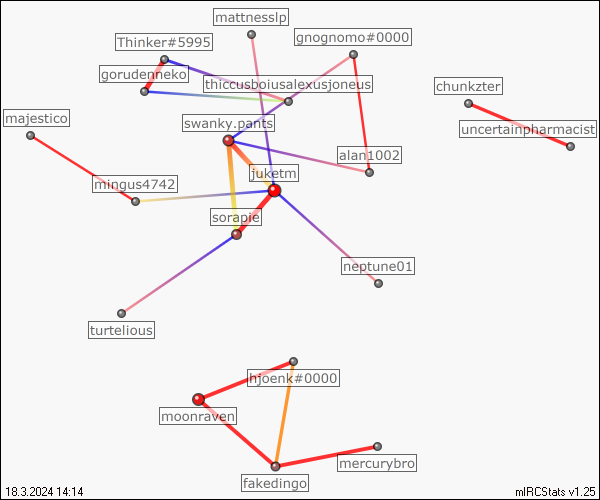 mattnesslp
gnognomo#0000
Thinker#5995
gorudenneko
thiccusboiusalexusjoneus
chunkzter
majestico
swanky.pants
uncertainpharmacist
alan1002
juketm
mingus4742
sorapie
neptune01
turtelious
hjoenk#0000
moonraven
mercurybro
fakedingo
18.3.2024 14:14
mIRCStats v1.25